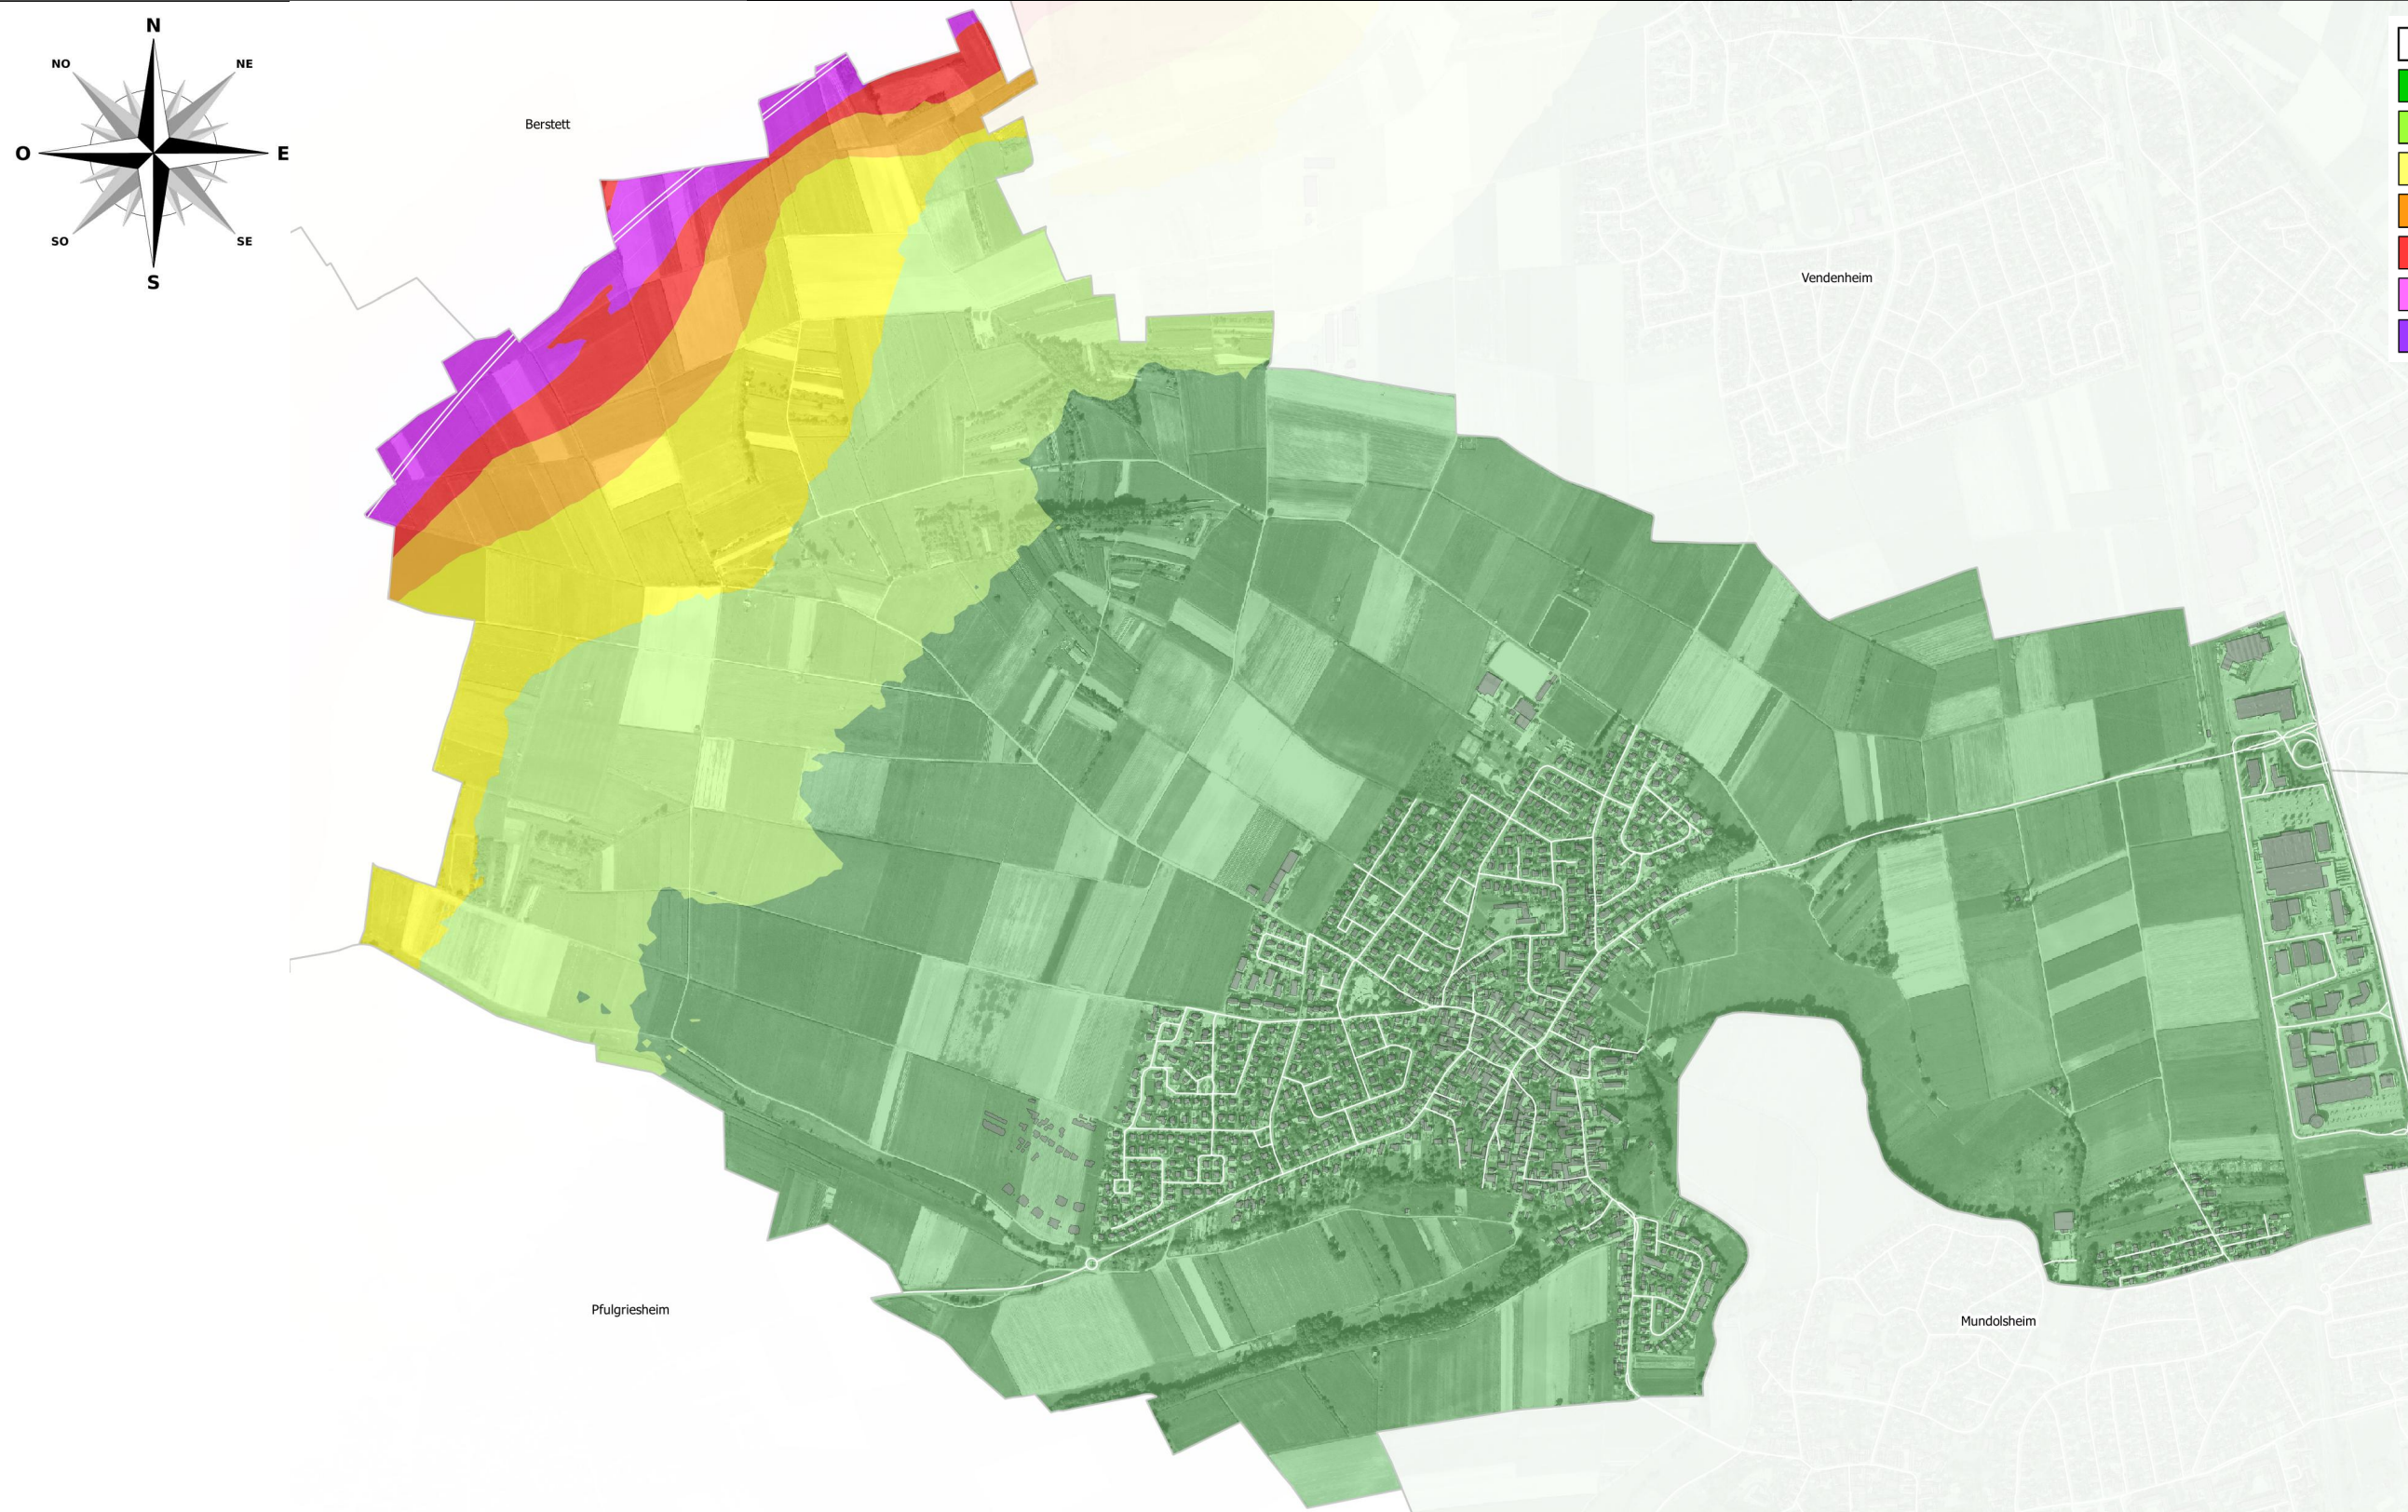 N
NO
NE
Berstett
O
E
SO
SE
S
Vendenheim
Pfulgriesheim
Mundolsheim